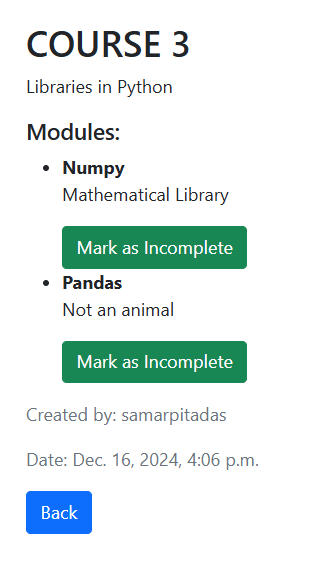 COURSE 3
Libraries in Python
Modules:
Numpy
Mathematical Library
Mark as Incomplete
Pandas
Not an animal
Mark as Incomplete
Created by: samarpitadas
Date: Dec. 16, 2024, 4:06 p.m.
Back